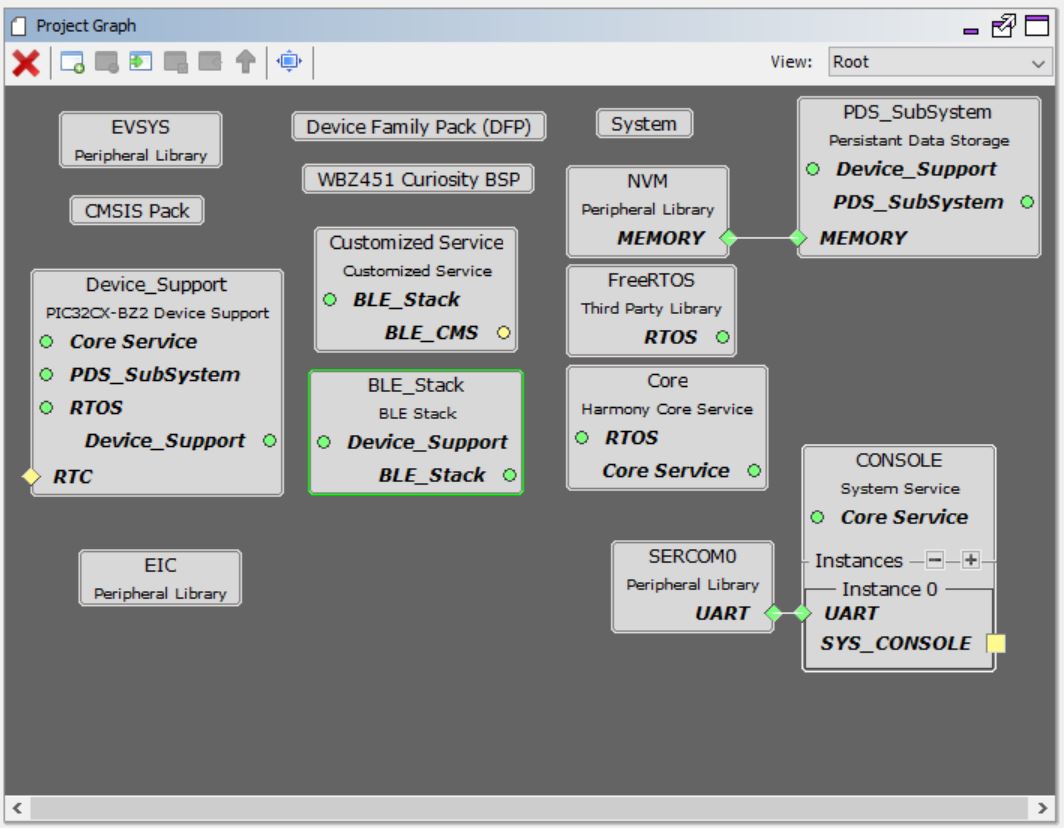 Project Graph
View:
Root
EVSYS
Peripheral Library
Device Family Pack (DFP)
System
PDS_SubSystem
Persistant Data Storage
Device_Support
PDS_SubSystem
MEMORY
CMSIS Pack
WBZ451 Curiosity BSP
NVM
Peripheral Library
MEMORY
Customized Service
Customized Service
BLE_Stack
BLE_CMS
FreeRTOS
Third Party Library
RTOS
Device_Support
PIC32CX-BZ2 Device Support
Core Service
PDS_SubSystem
RTOS
Device_Support
RTC
BLE_Stack
BLE Stack
Device_Support
BLE_Stack
Core
Harmony Core Service
RTOS
Core Service
CONSOLE
System Service
Core Service
Instances
Instance 0
UART
SYS_CONSOLE
EIC
Peripheral Library
SERCOM0
Peripheral Library
UART